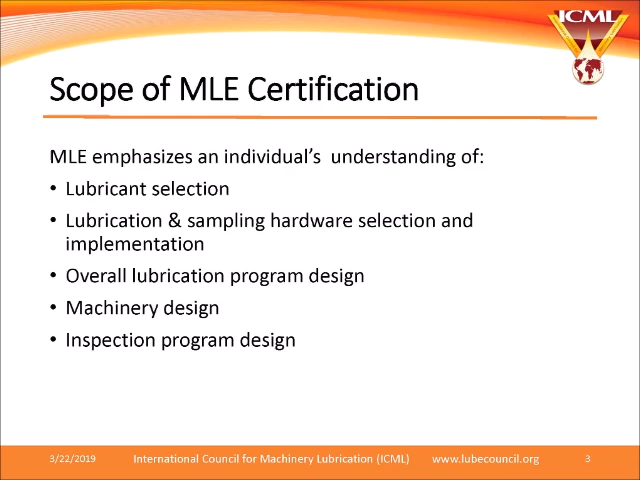 ICML
Scope of MLE Certification
MLE emphasizes an individual’s  understanding of:
• Lubricant selection
• Lubrication & sampling hardware selection and
implementation
• Overall lubrication program design
• Machinery design
• Inspection program design
3/22/2019 International Council for Machinery Lubrication (ICML) www.lubecouncil.org 3